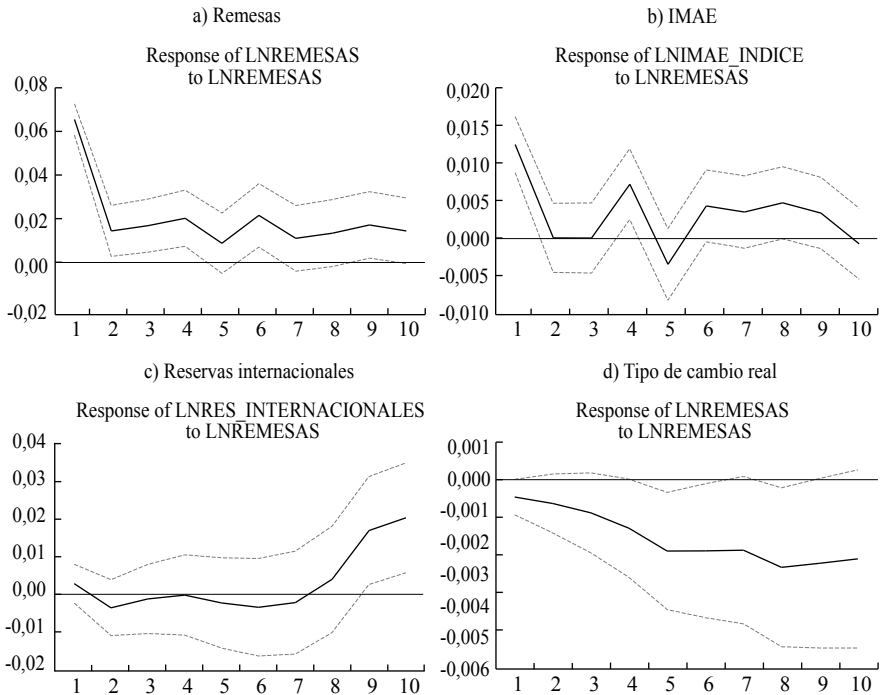 a) Remesas
Response of LNREMESAS
to LNREMESAS
0,08
0,06
0,04
0,02
0,00
-0,02
1 2 3 4 5 6 7 8 9 10
b) IMAE
Response of LNIMAE_INDICE
to LNREMESAS
0,020
0,015
0,010
0,005
0,000
-0,005
-0,010
1 2 3 4 5 6 7 8 9 10
c) Reservas internacionales
Response of LNRES_INTERNACIONALES
to LNREMESAS
0,04
0,03
0,02
0,01
0,00
-0,01
-0,02
1 2 3 4 5 6 7 8 9 10
d) Tipo de cambio real
Response of LNREMESAS
to LNREMESAS
0,001
0,000
-0,001
-0,002
-0,003
-0,004
-0,005
-0,006
1 2 3 4 5 6 7 8 9 10